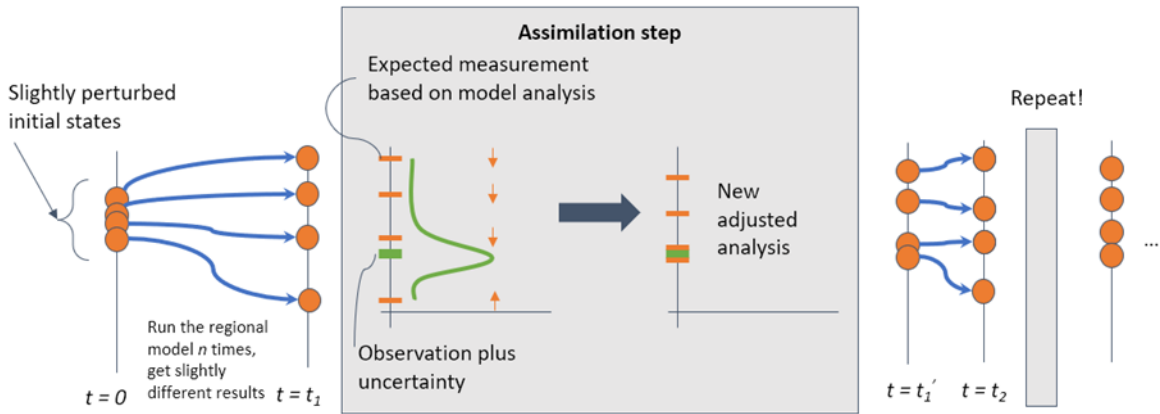 Assimilation step
Slightly perturbed
initial states
Expected measurement
based on model analysis
Repeat!
New
adjusted
analysis
...
Run the regional
model n times,
get slightly
different results
Observation plus
uncertainty
t = 0
t = t₁
t = t₁′
t = t₂